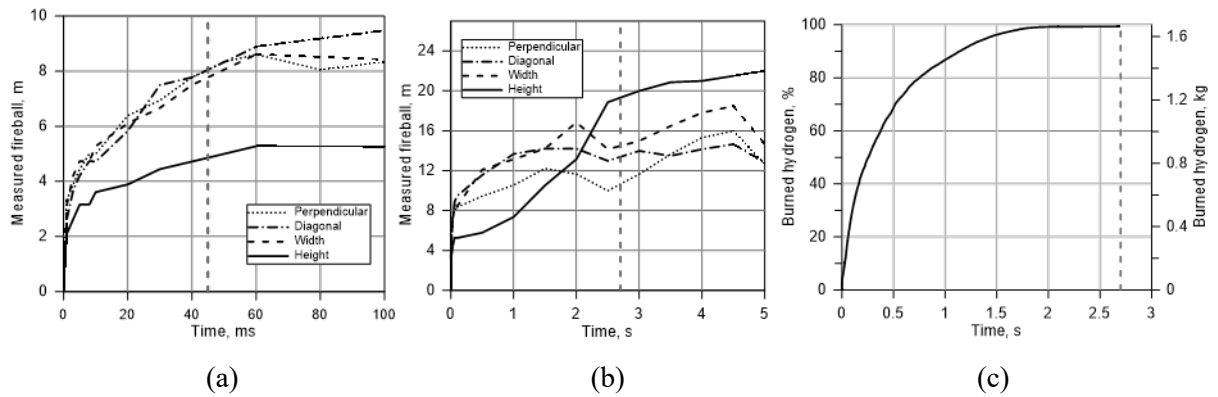 Measured fireball, m
10
8
6
4
2
0
Perpendicular
Diagonal
Width
Height
0 20 40 60 80 100
Time, ms
(a)
Measured fireball, m
24
20
16
12
8
4
0
Perpendicular
Diagonal
Width
Height
0 1 2 3 4 5
Time, s
(b)
Burned hydrogen, %
100
80
60
40
20
0
0 0.5 1 1.5 2 2.5 3
Time, s
1.6
1.2
0.8
0.4
0
Burned hydrogen, kg
(c)